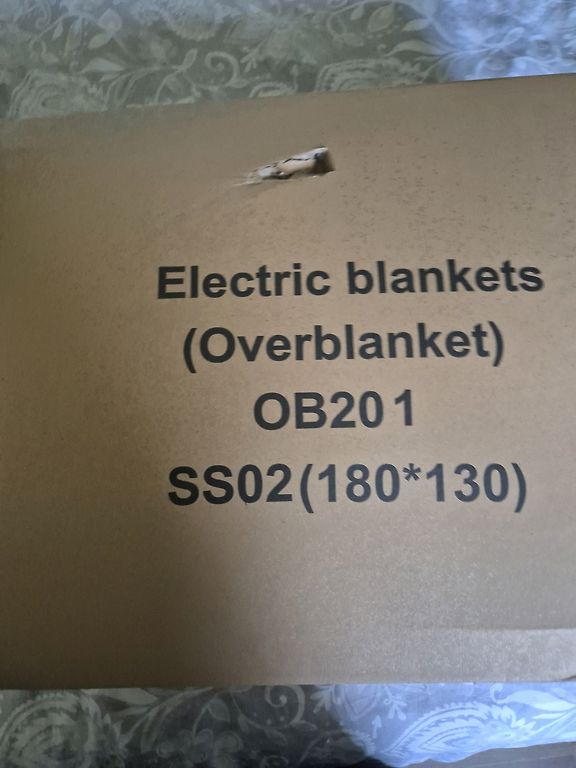 Electric blankets
(Overblanket)
OB201
SS02(180*130)